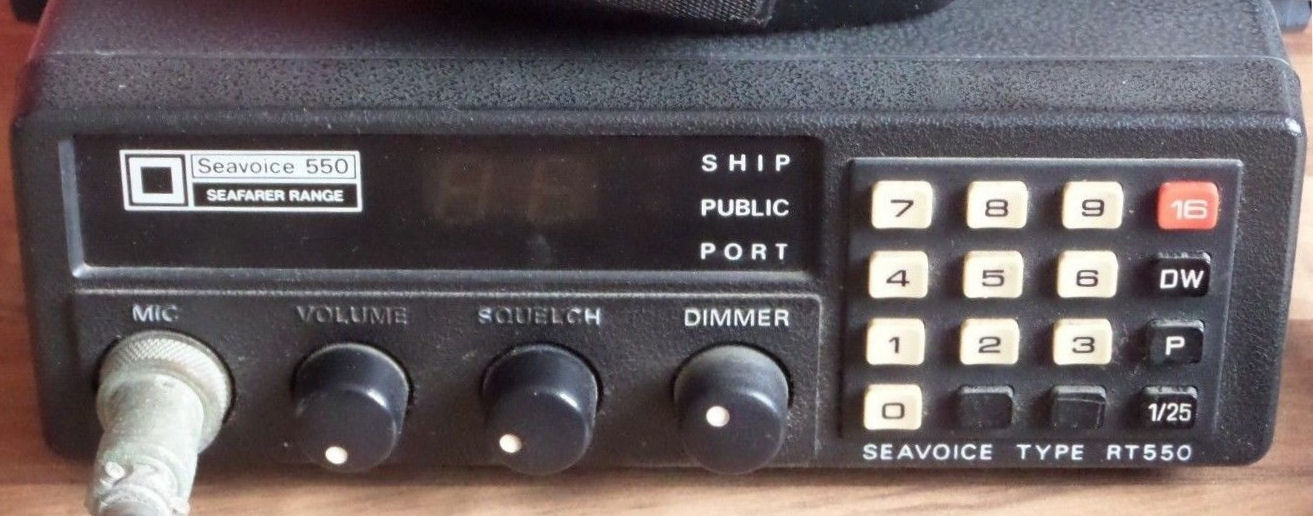 Seavoice 550
SEAFARER RANGE
SHIP
PUBLIC
PORT
MIC
VOLUME
SQUELCH
DIMMER
7 8 9 16
4 5 6 DW
1 2 3 P
0 1/25
SEAVOICE TYPE RT550